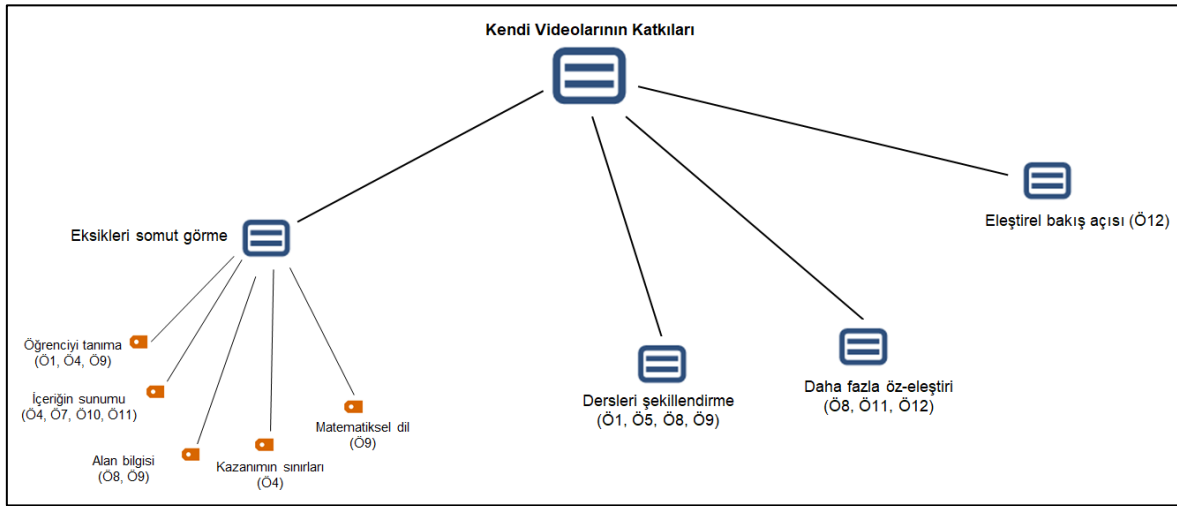 Kendi Videolarının Katkıları
Eleştirel bakış açısı (Ö12)
Eksikleri somut görme
Öğrenciyi tanıma
(Ö1, Ö4, Ö9)
İçeriğin sunumu
(Ö4, Ö7, Ö10, Ö11)
Alan bilgisi
(Ö8, Ö9)
Kazanımın sınırları
(Ö4)
Matematiksel dil
(Ö9)
Dersleri şekillendirme
(Ö1, Ö5, Ö8, Ö9)
Daha fazla öz-eleştiri
(Ö8, Ö11, Ö12)